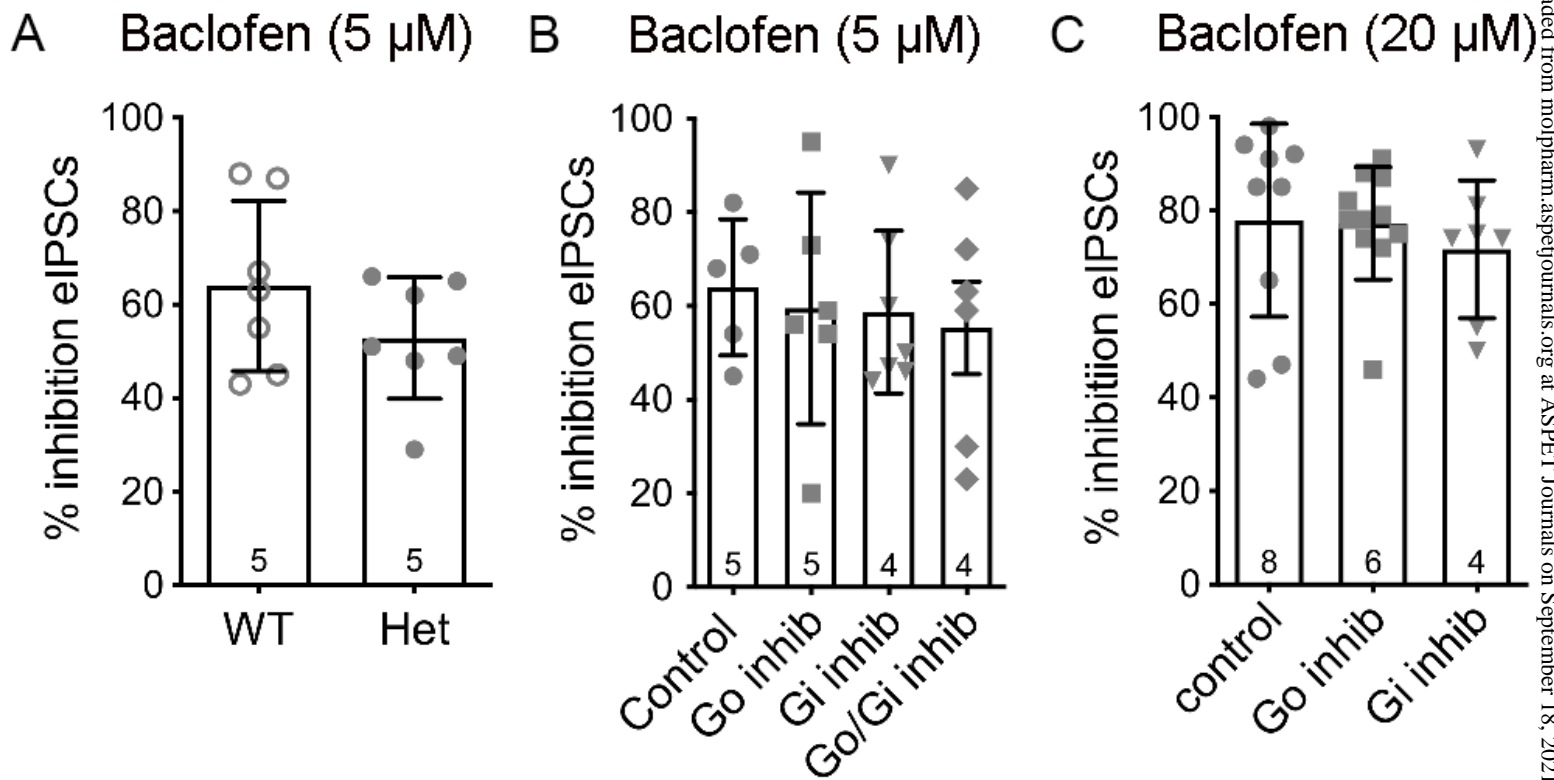 A Baclofen (5 µM)
% inhibition eIPSCs
100
80
60
40
20
0
5 5
WT Het
B Baclofen (5 µM)
% inhibition eIPSCs
100
80
60
40
20
0
5 5 4 4
Control Go inhib Gi inhib Go/Gi inhib
C Baclofen (20 µM)
% inhibitiion eIPSCs
100
80
60
40
20
0
8 6 4
control Go inhib Gi inhib
from molpharm.aspetjournals.org at ASPET Journals on September 18, 2021